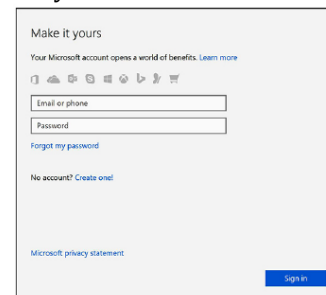 Make it yours
Your Microsoft account opens a world of benefits. Learn more
Email or phone
Password
Forgot my password
No account? Create one!
Microsoft privacy statement
Sign in